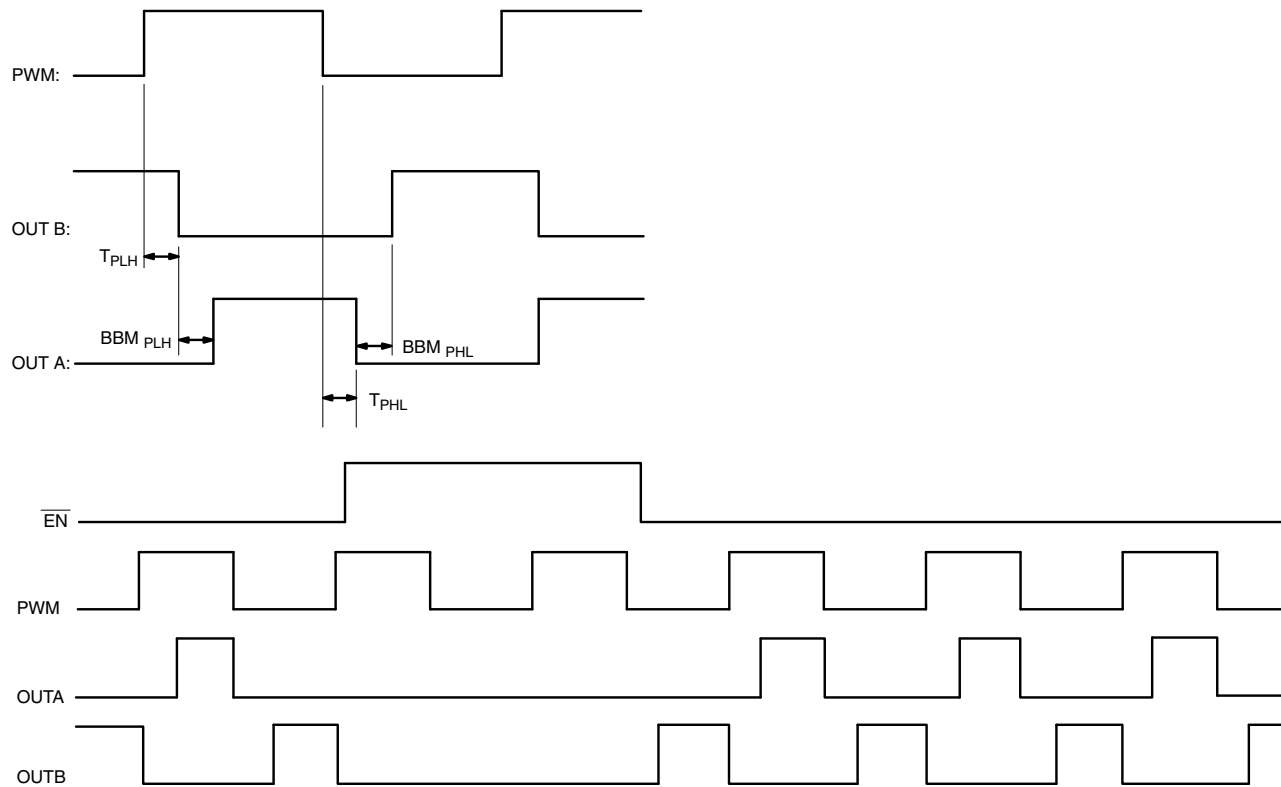 PWM:
OUT B:
TPLH
BBM PLH
BBM PHL
OUT A:
TPHL
EN
PWM
OUTA
OUTB